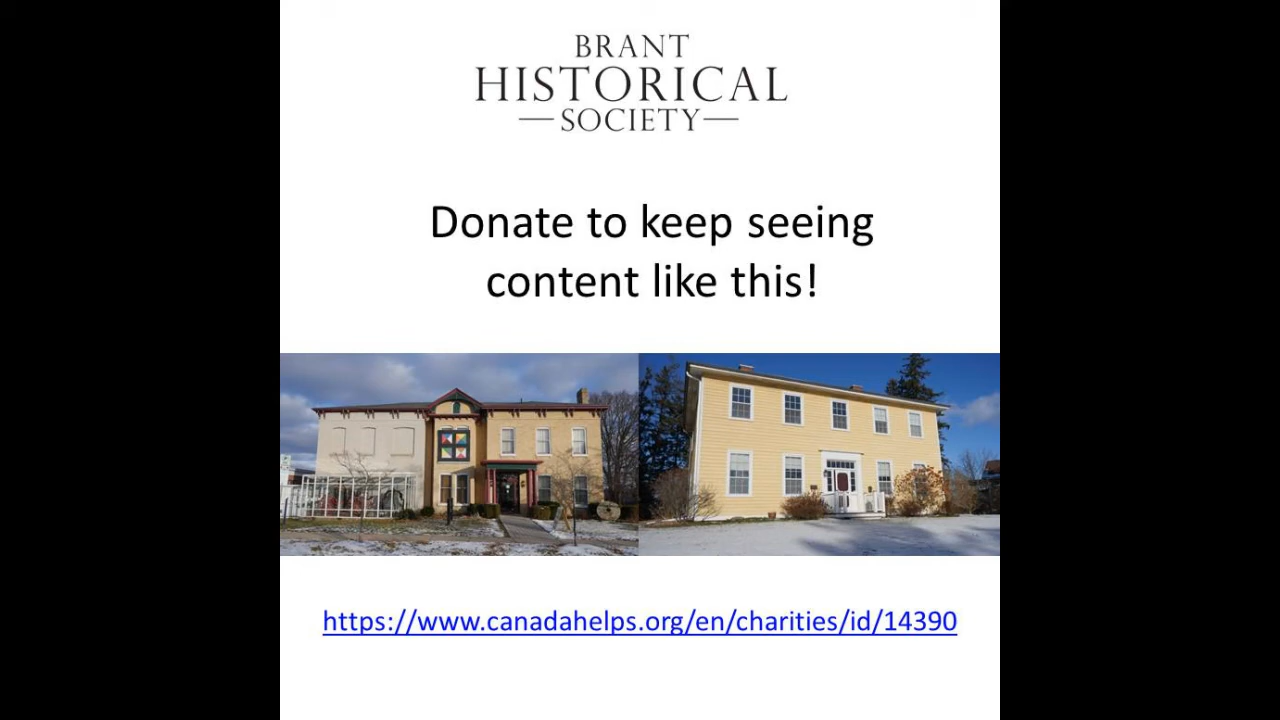 BRANT
HISTORICAL
SOCIETY
Donate to keep seeing
content like this!
https://www.canadahelps.org/en/charities/id/14390